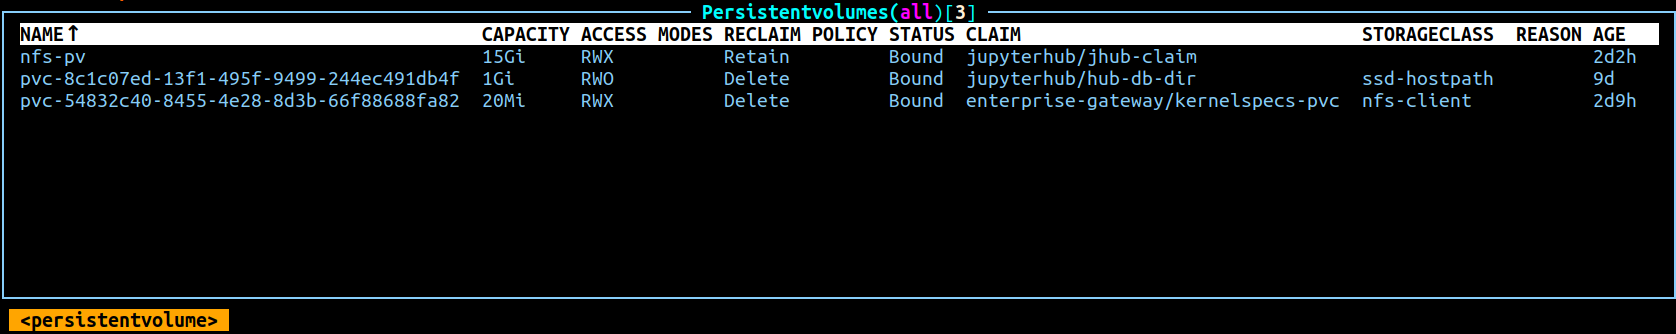 Persistentvolumes(all)[3]
NAME↑ CAPACITY ACCESS MODES RECLAIM POLICY STATUS CLAIM STORAGECLASS REASON AGE
nfs-pv 15Gi RWX Retain Bound jupyterhub/jhub-claim 2d2h
pvc-8c1c07ed-13f1-495f-9499-244ec491db4f 1Gi RWO Delete Bound jupyterhub/hub-db-dir ssd-hostpath 9d
pvc-54832c40-8455-4e28-8d3b-66f88688fa82 20Mi RWX Delete Bound enterprise-gateway/kernelspecs-pvc nfs-client 2d9h
<persistentvolume>